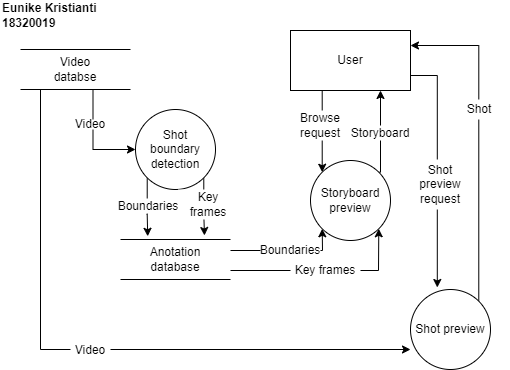 Eunike Kristianti
18320019
Video
databse
User
Shot
Video
Browse
request
Storyboard
Shot
boundary
detection
Shot
preview
request
Boundaries
Key
frames
Storyboard
preview
Anotation
database
Boundaries
Key frames
Shot preview
Video